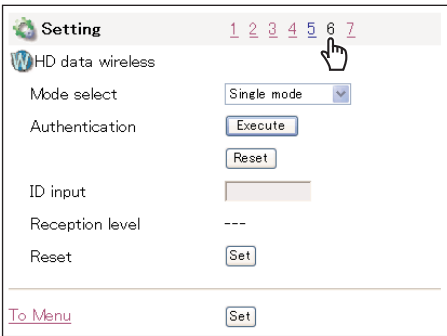 Setting 1 2 3 4 5 6 7
W HD data wireless
Mode select Single mode
Authentication Execute
Reset
ID input
Reception level ---
Reset Set
To Menu Set